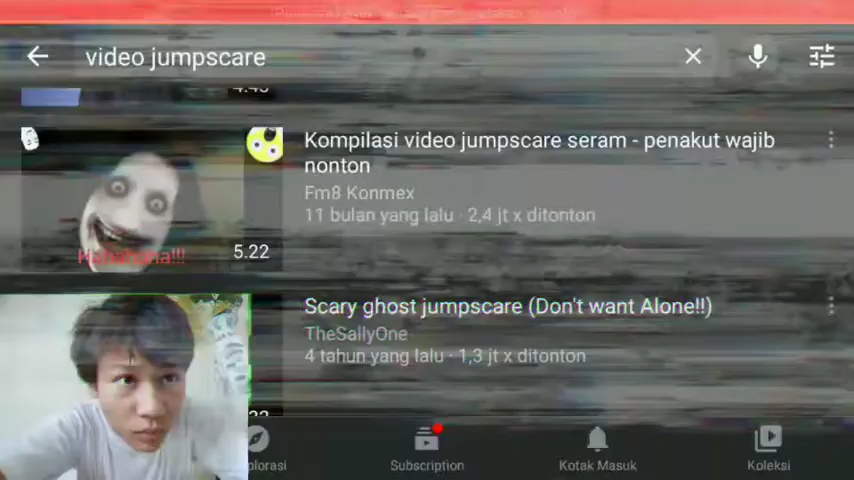 video jumpscare
4.43
Kompilasi video jumpscare seram - penakut wajib
nonton
Fm8 Konmex
11 bulan yang lalu · 2,4 jt x ditonton
Hahahaha!!!
5.22
Scary ghost jumpscare (Don't want Alone!!)
TheSallyOne
4 tahun yang lalu · 1,3 jt x ditonton
plorasi
Subscription
Kotak Masuk
Koleksi